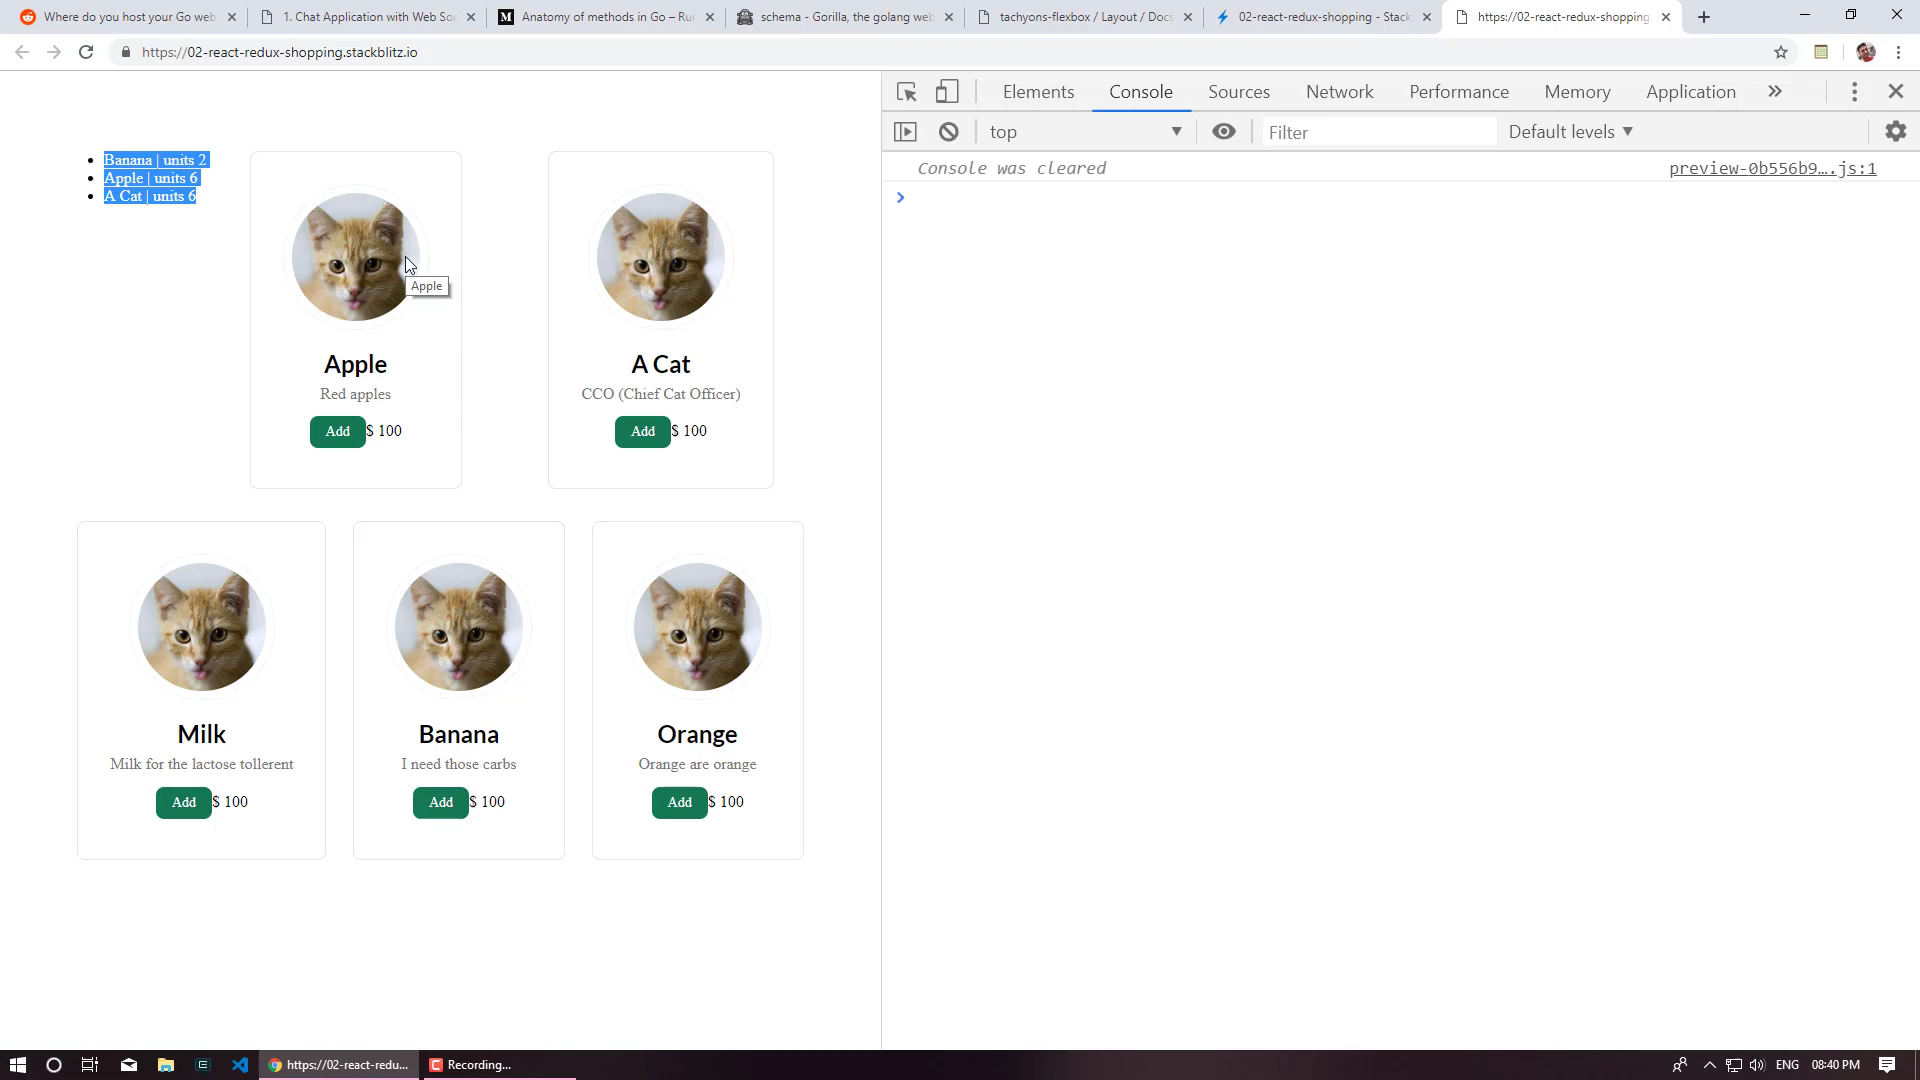 Where do you host your Go web
1. Chat Application with Web Soc
Anatomy of methods in Go – Run
schema - Gorilla, the golang web
tachyons-flexbox / Layout / Docs
02-react-redux-shopping - Stack
https://02-react-redux-shopping.
https://02-react-redux-shopping.stackblitz.io
Elements
Console
Sources
Network
Performance
Memory
Application
top
Filter
Default levels
Console was cleared
preview-0b556b9….js:1
Banana | units 2
Apple | units 6
A Cat | units 6
Apple
Apple
Red apples
Add $ 100
A Cat
CCO (Chief Cat Officer)
Add $ 100
Milk
Milk for the lactose tollerent
Add $ 100
Banana
I need those carbs
Add $ 100
Orange
Orange are orange
Add $ 100
https://02-react-redu...
Recording...
ENG
08:40 PM